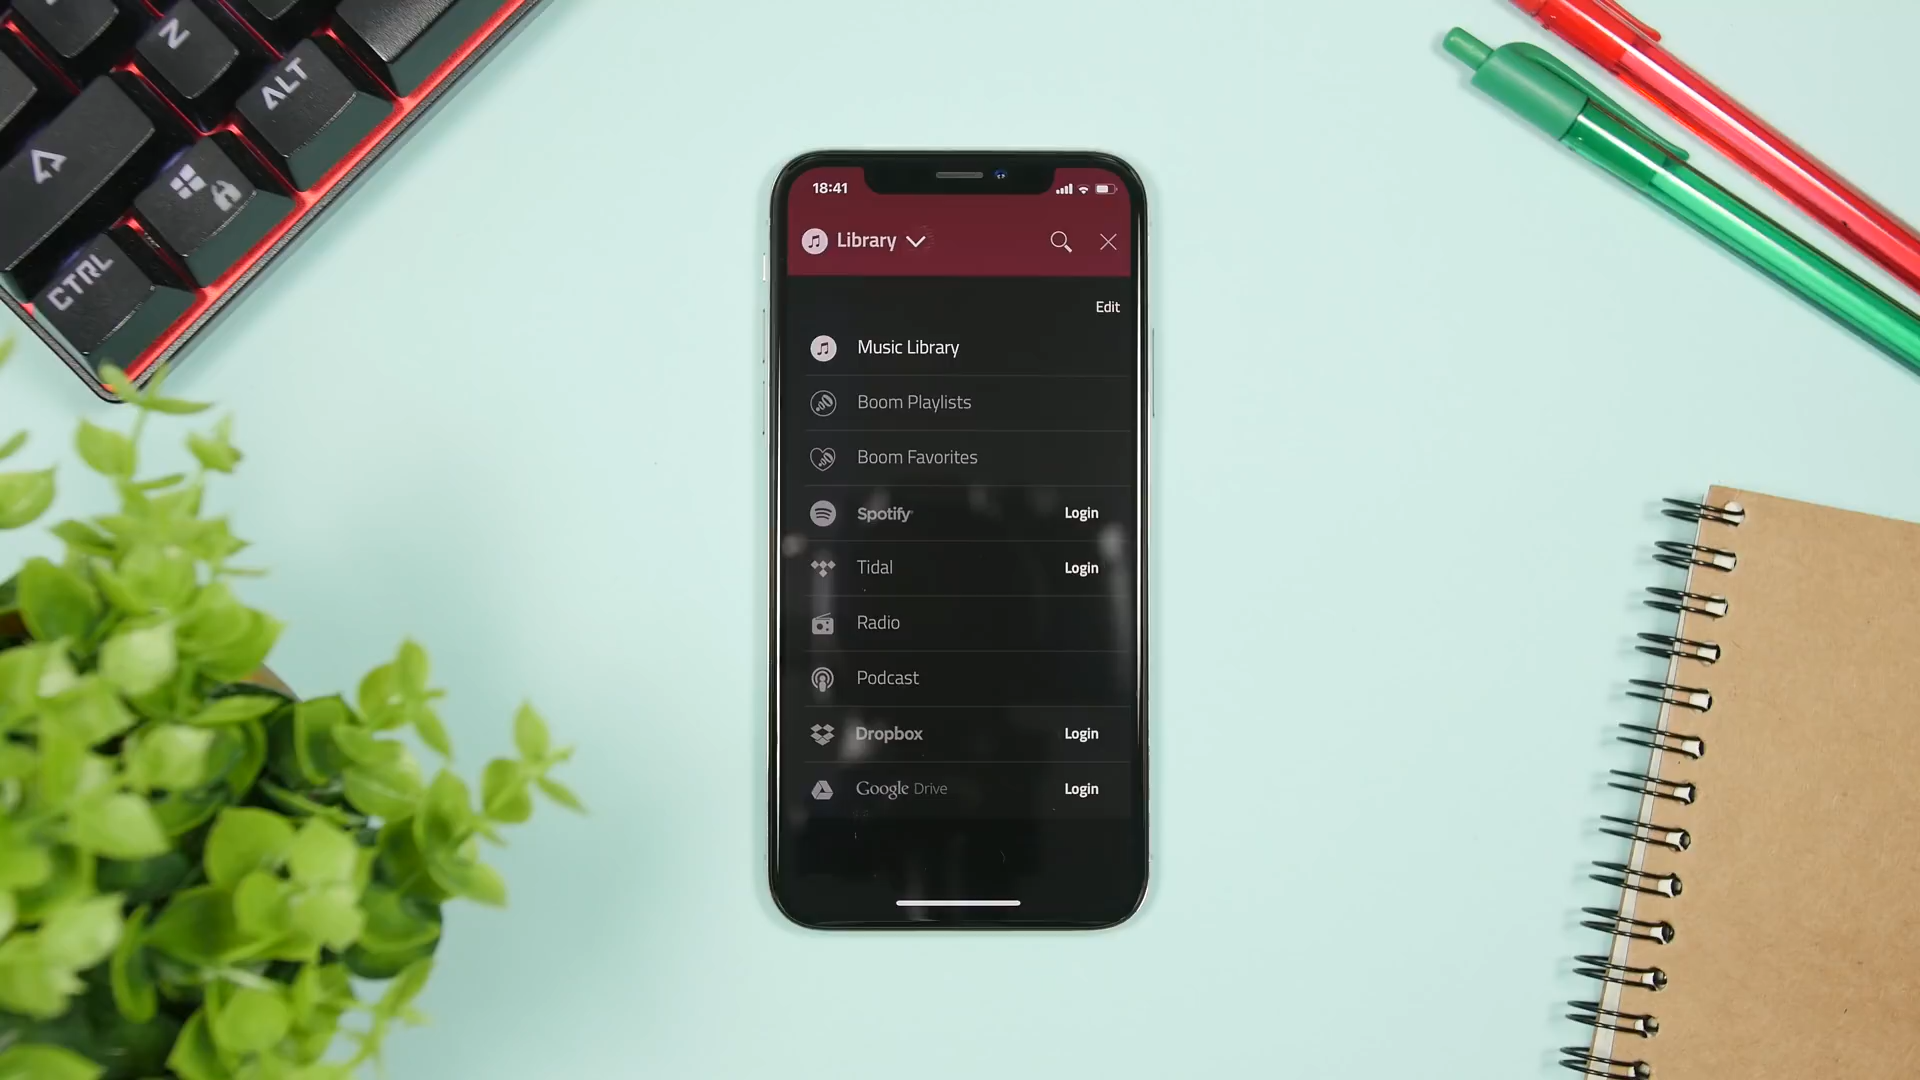 N
ALT
CTRL
18:41
Library
Edit
Music Library
Boom Playlists
Boom Favorites
Spotify Login
Tidal Login
Radio
Podcast
Dropbox Login
Google Drive Login